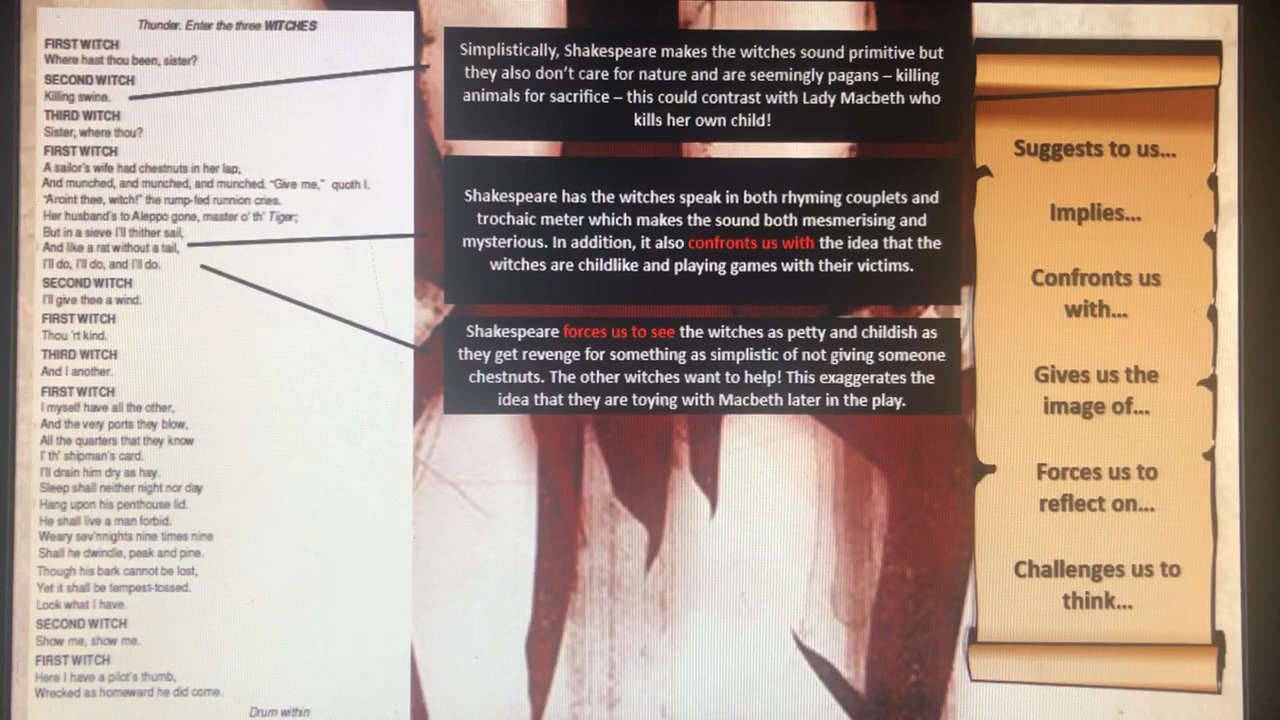 Thunder. Enter the three WITCHES
FIRST WITCH
Where hast thou been, sister?
SECOND WITCH
Killing swine.
THIRD WITCH
Sister, where thou?
FIRST WITCH
A sailor's wife had chestnuts in her lap,
And munched, and munched, and munched. "Give me," quoth I.
"Aroint thee, witch!" the rump-fed runnion cries.
Her husband's to Aleppo gone, master o' th' Tiger;
But in a sieve I'll thither sail,
And like a rat without a tail,
I'll do, I'll do, and I'll do.
SECOND WITCH
I'll give thee a wind.
FIRST WITCH
Thou 'rt kind.
THIRD WITCH
And I another.
FIRST WITCH
I myself have all the other,
And the very ports they blow,
All the quarters that they know
I' th' shipman's card.
I'll drain him dry as hay.
Sleep shall neither night nor day
Hang upon his penthouse lid.
He shall live a man forbid.
Weary sev'nnights nine times nine
Shall he dwindle, peak and pine.
Though his bark cannot be lost,
Yet it shall be tempest-tossed.
Look what I have.
SECOND WITCH
Show me, show me.
FIRST WITCH
Here I have a pilot's thumb,
Wrecked as homeward he did come.
Drum within
Simplistically, Shakespeare makes the witches sound primitive but
they also don't care for nature and are seemingly pagans – killing
animals for sacrifice – this could contrast with Lady Macbeth who
kills her own child!
Shakespeare has the witches speak in both rhyming couplets and
trochaic meter which makes the sound both mesmerising and
mysterious. In addition, it also confronts us with the idea that the
witches are childlike and playing games with their victims.
Shakespeare forces us to see the witches as petty and childish as
they get revenge for something as simplistic of not giving someone
chestnuts. The other witches want to help! This exaggerates the
idea that they are toying with Macbeth later in the play.
Suggests to us...
Implies...
Confronts us
with...
Gives us the
image of...
Forces us to
reflect on...
Challenges us to
think...